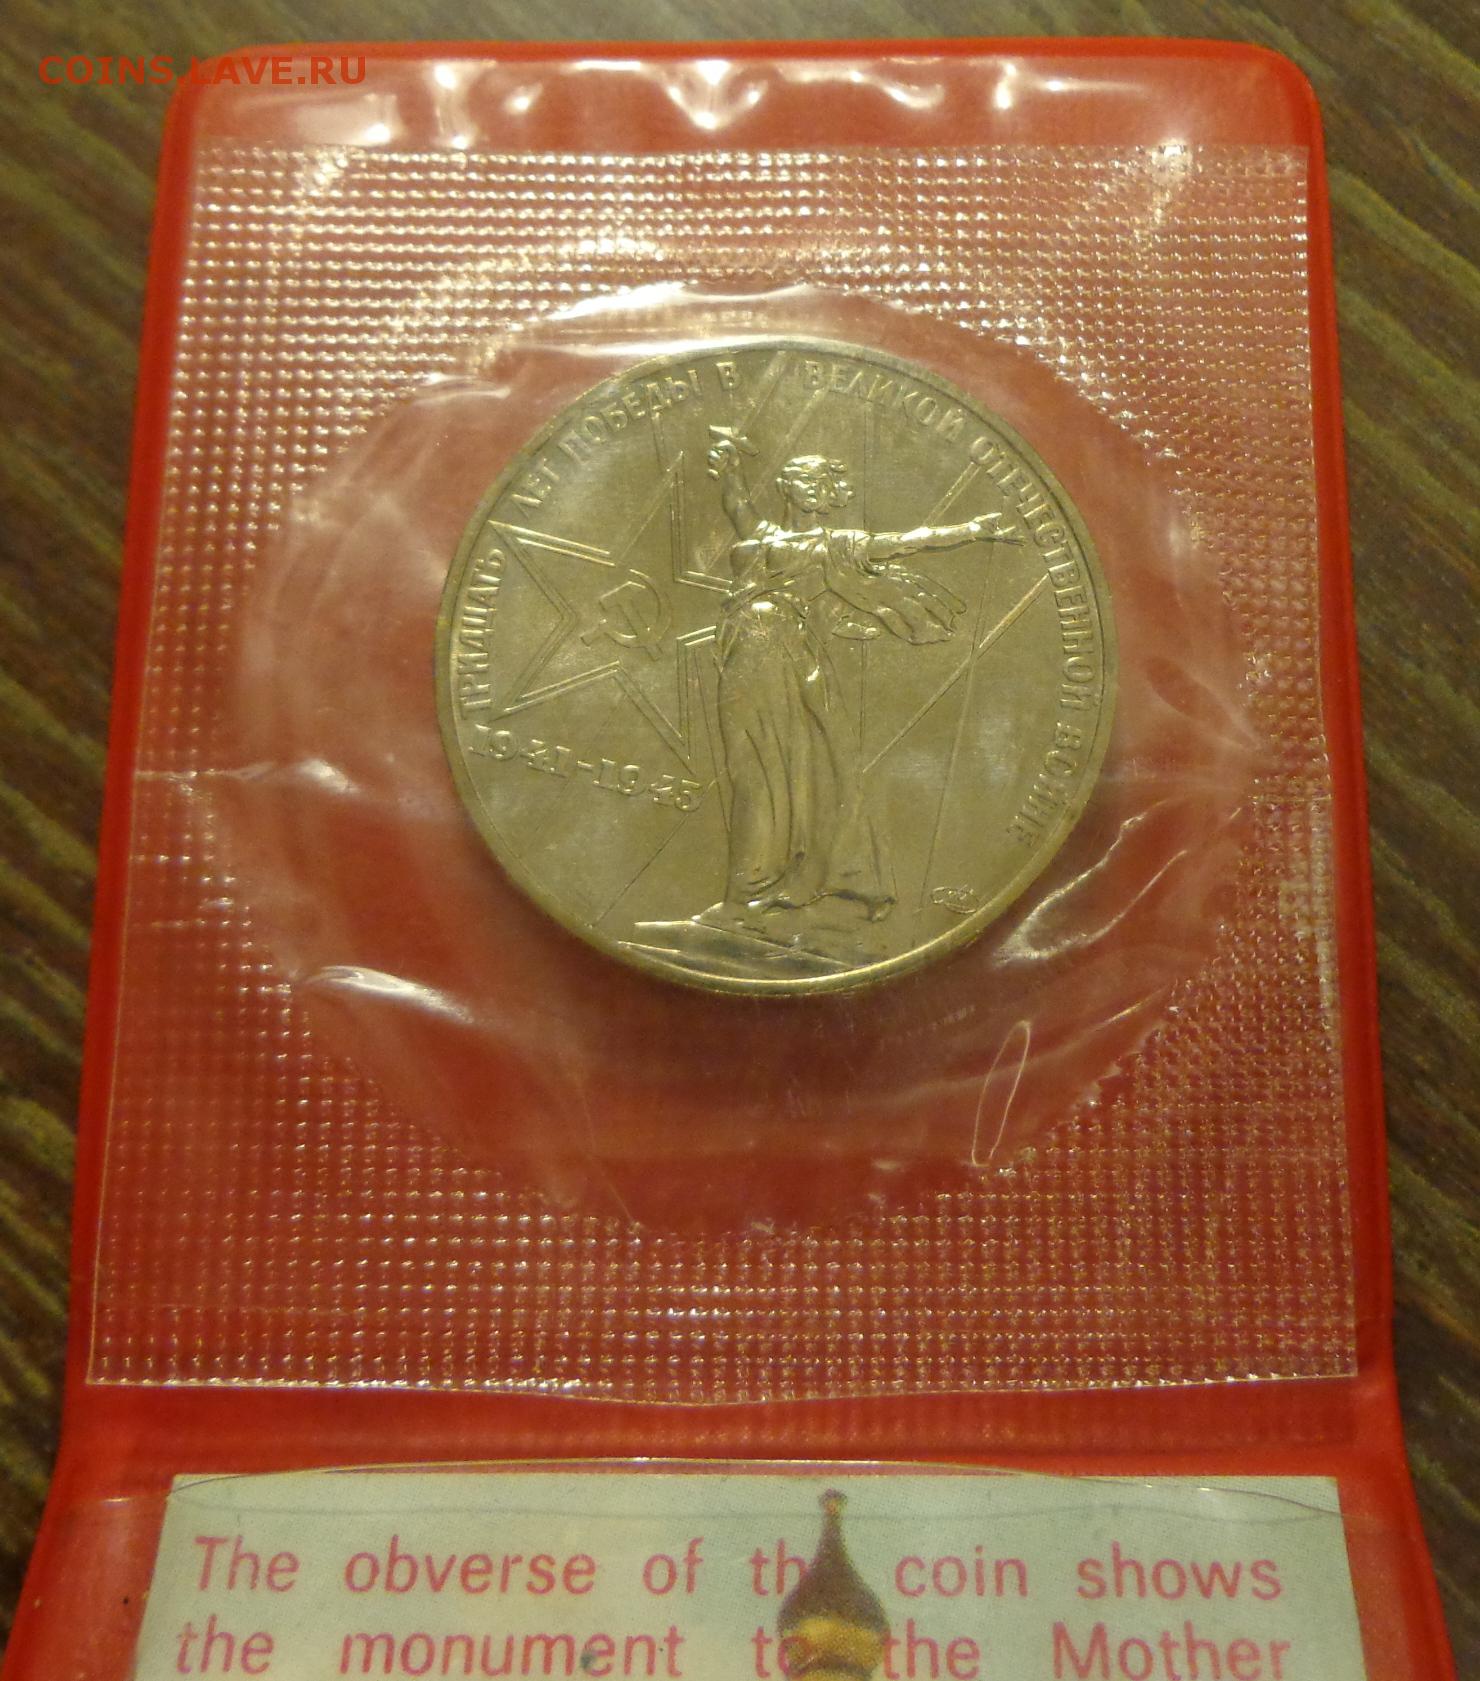 COINS.LAVE.RU
ТРИДЦАТЬ ЛЕТ ПОБЕДЫ В ВЕЛИКОЙ ОТЕЧЕСТВЕННОЙ ВОЙНЕ
1941-1945
The obverse of the coin shows
the monument to the Mother